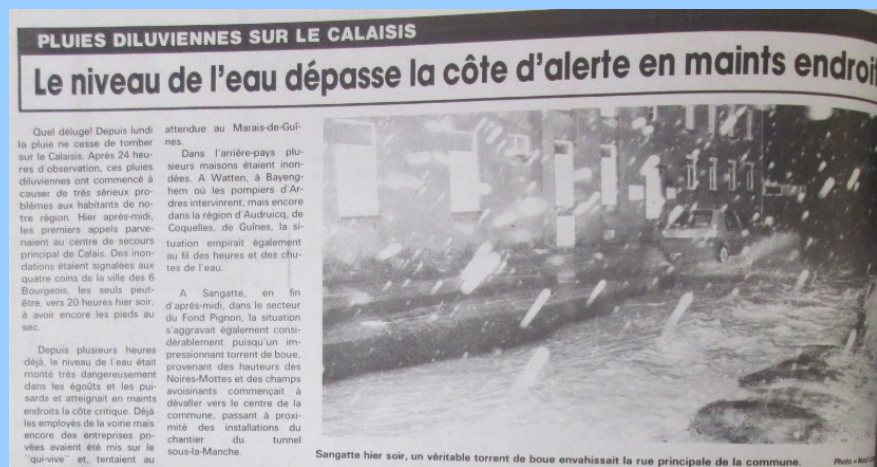 PLUIES DILUVIENNES SUR LE CALAISIS
Le niveau de l'eau dépasse la côte d'alerte en maints endroit
Quel déluge! Depuis lundi
la pluie ne cesse de tomber
sur le Calaisis. Après 24 heu-
res d'observation, ces pluies
diluviennes ont commencé à
causer de très sérieux pro-
blèmes aux habitants de no-
tre région. Hier après-midi,
les premiers appels parve-
naient au centre de secours
principal de Calais. Des inon-
dations étaient signalées aux
quatre coins de la ville des 6
Bourgeois, les seuls peut-
être, vers 20 heures hier soir,
à avoir encore les pieds au
sec.
Depuis plusieurs heures
déjà, le niveau de l'eau était
monté très dangereusement
dans les égoûts et les pui-
sards et atteignait en maints
endroits la côte critique. Déjà
les employés de la voirie mais
encore des entreprises pri-
vées avaient été mis sur le
"qui-vive" et, tentaient au
attendue au Marais-de-Guî-
nes.
Dans l'arrière-pays plu-
sieurs maisons étaient inon-
dées. A Watten, à Bayeng-
hem où les pompiers d'Ar-
dres intervinrent, mais encore
dans la région d'Audruicq, de
Coquelles, de Guînes, la si-
tuation empirait également
au fil des heures et des chu-
tes de l'eau.
A Sangatte, en fin
d'après-midi, dans le secteur
du Fond Pignon, la situation
s'aggravait également consi-
dérablement puisqu'un im-
pressionnant torrent de boue,
provenant des hauteurs des
Noires-Mottes et des champs
avoisinants commençait à
dévaller vers le centre de la
commune, passant à proxi-
mité des installations du
chantier du tunnel
sous-la-Manche.
Sangatte hier soir, un véritable torrent de boue envahissait la rue principale de la commune.
Photo